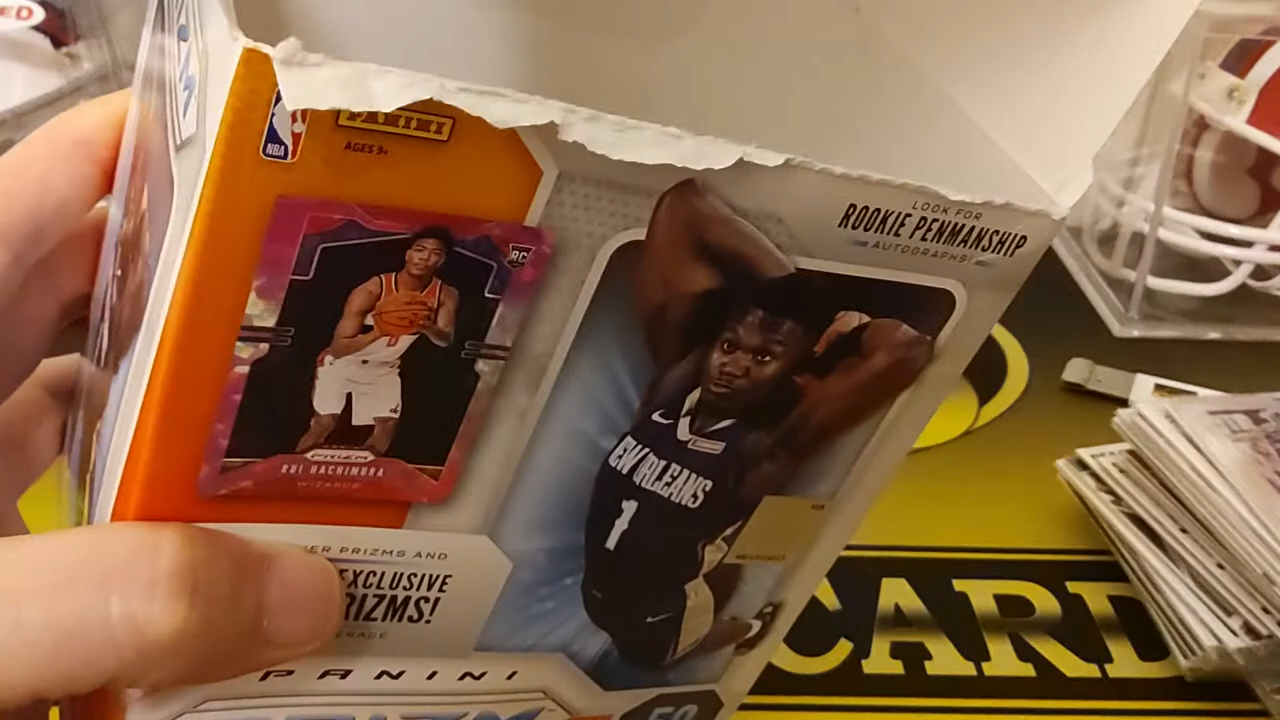 NBA
PANINI
AGES 9+
LOOK FOR
ROOKIE PENMANSHIP
AUTOGRAPHS!
RC
PRIZM
RUI HACHIMURA
WIZARDS
NEW ORLEANS
1
PRIZMS AND
EXCLUSIVE
PRIZMS!
PANINI
PRIZM
CARD